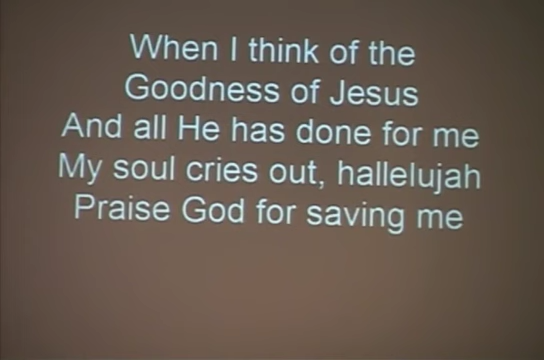 When I think of the
Goodness of Jesus
And all He has done for me
My soul cries out, hallelujah
Praise God for saving me